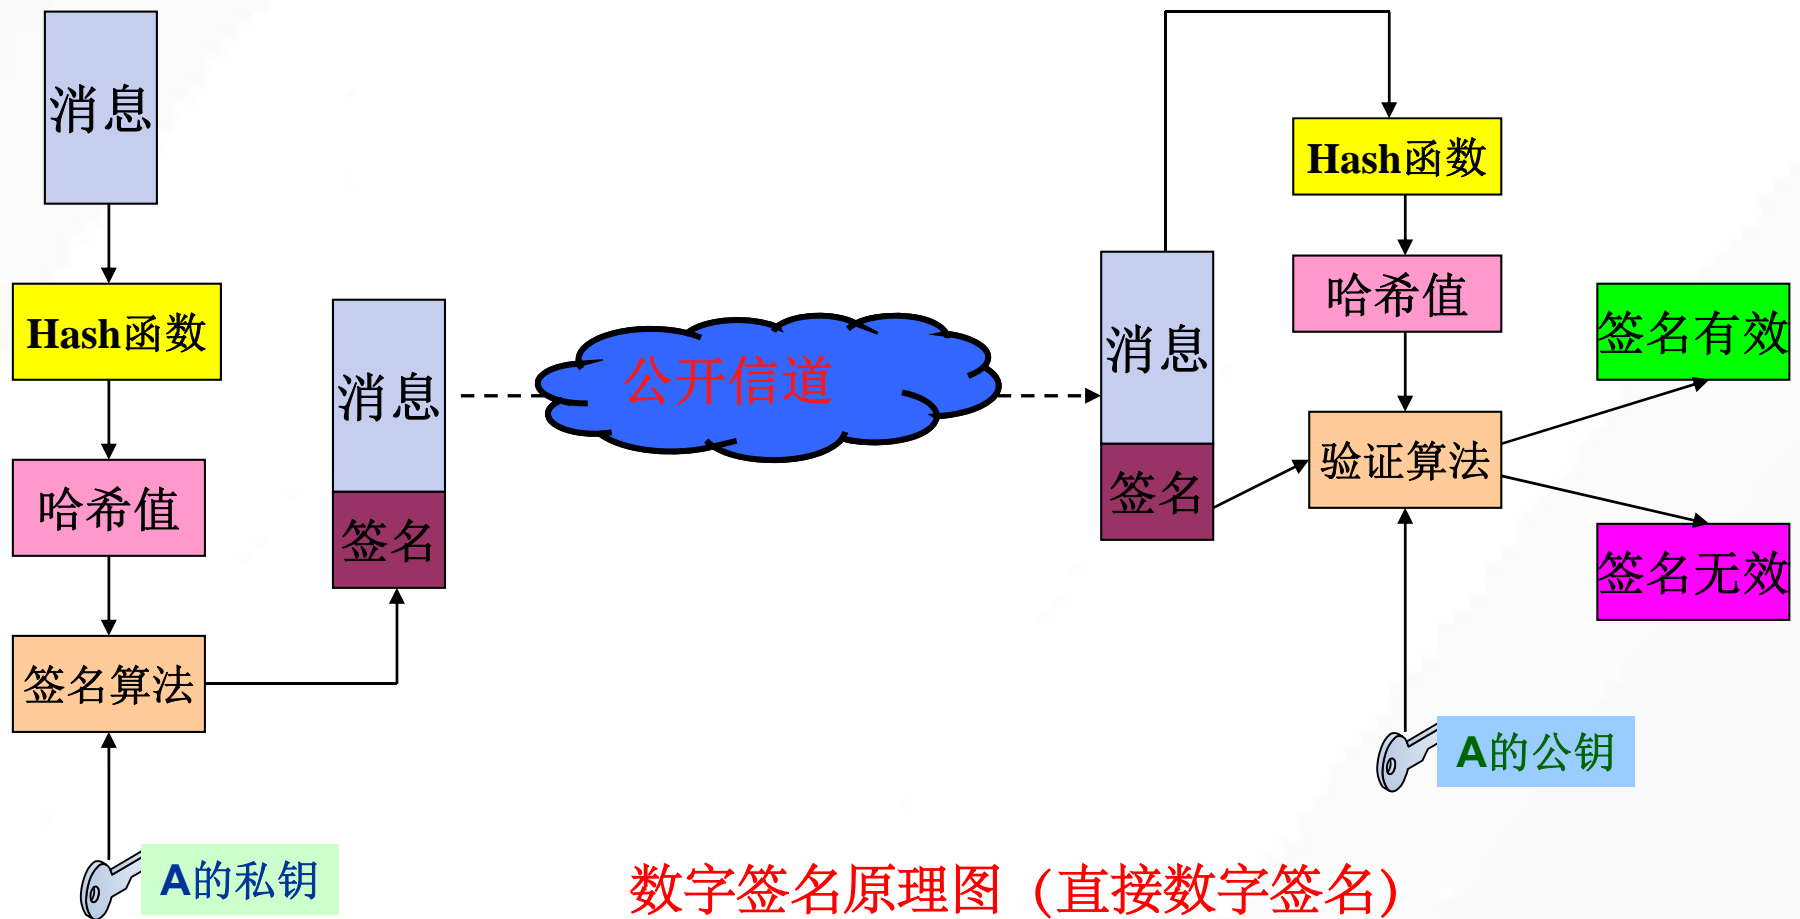 消息
Hash函数
哈希值
签名算法
A的私钥
消息
签名
公开信道
消息
签名
Hash函数
哈希值
验证算法
A的公钥
签名有效
签名无效
数字签名原理图（直接数字签名）